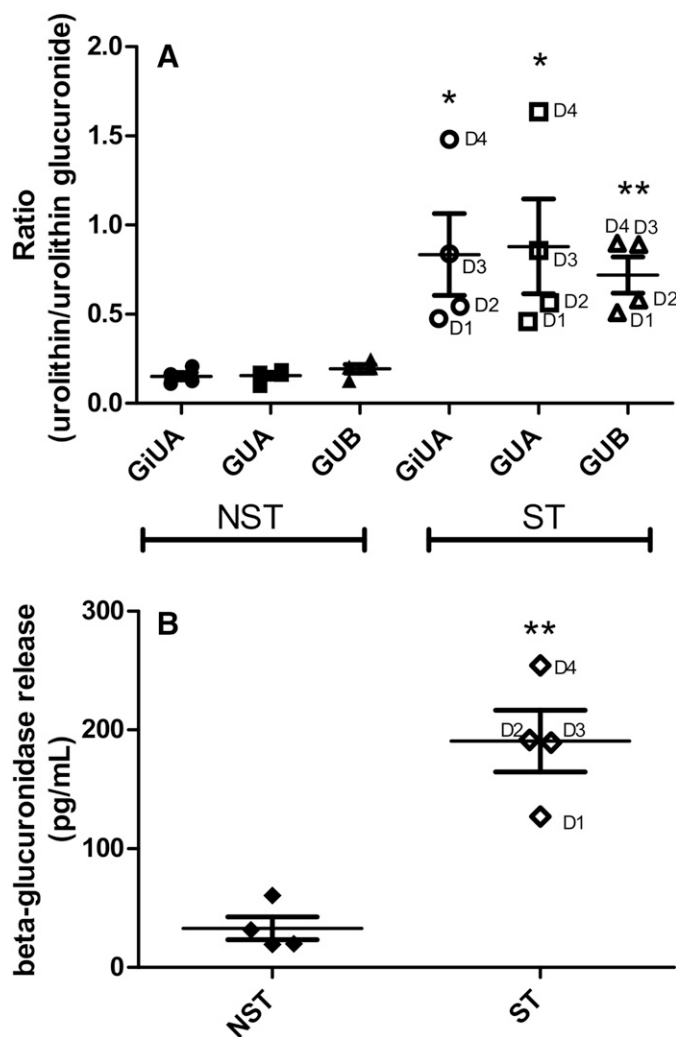 A
Ratio
(urolithin/urolithin glucuronide)
2.0
1.5
1.0
0.5
0.0
*
*
**
D4
D3
D2
D1
D4
D3
D2
D1
D4 D3
D2
D1
GiUA
GUA
GUB
GiUA
GUA
GUB
NST
ST
B
beta-glucuronidase release
(pg/mL)
300
200
100
0
**
D4
D2 D3
D1
NST
ST